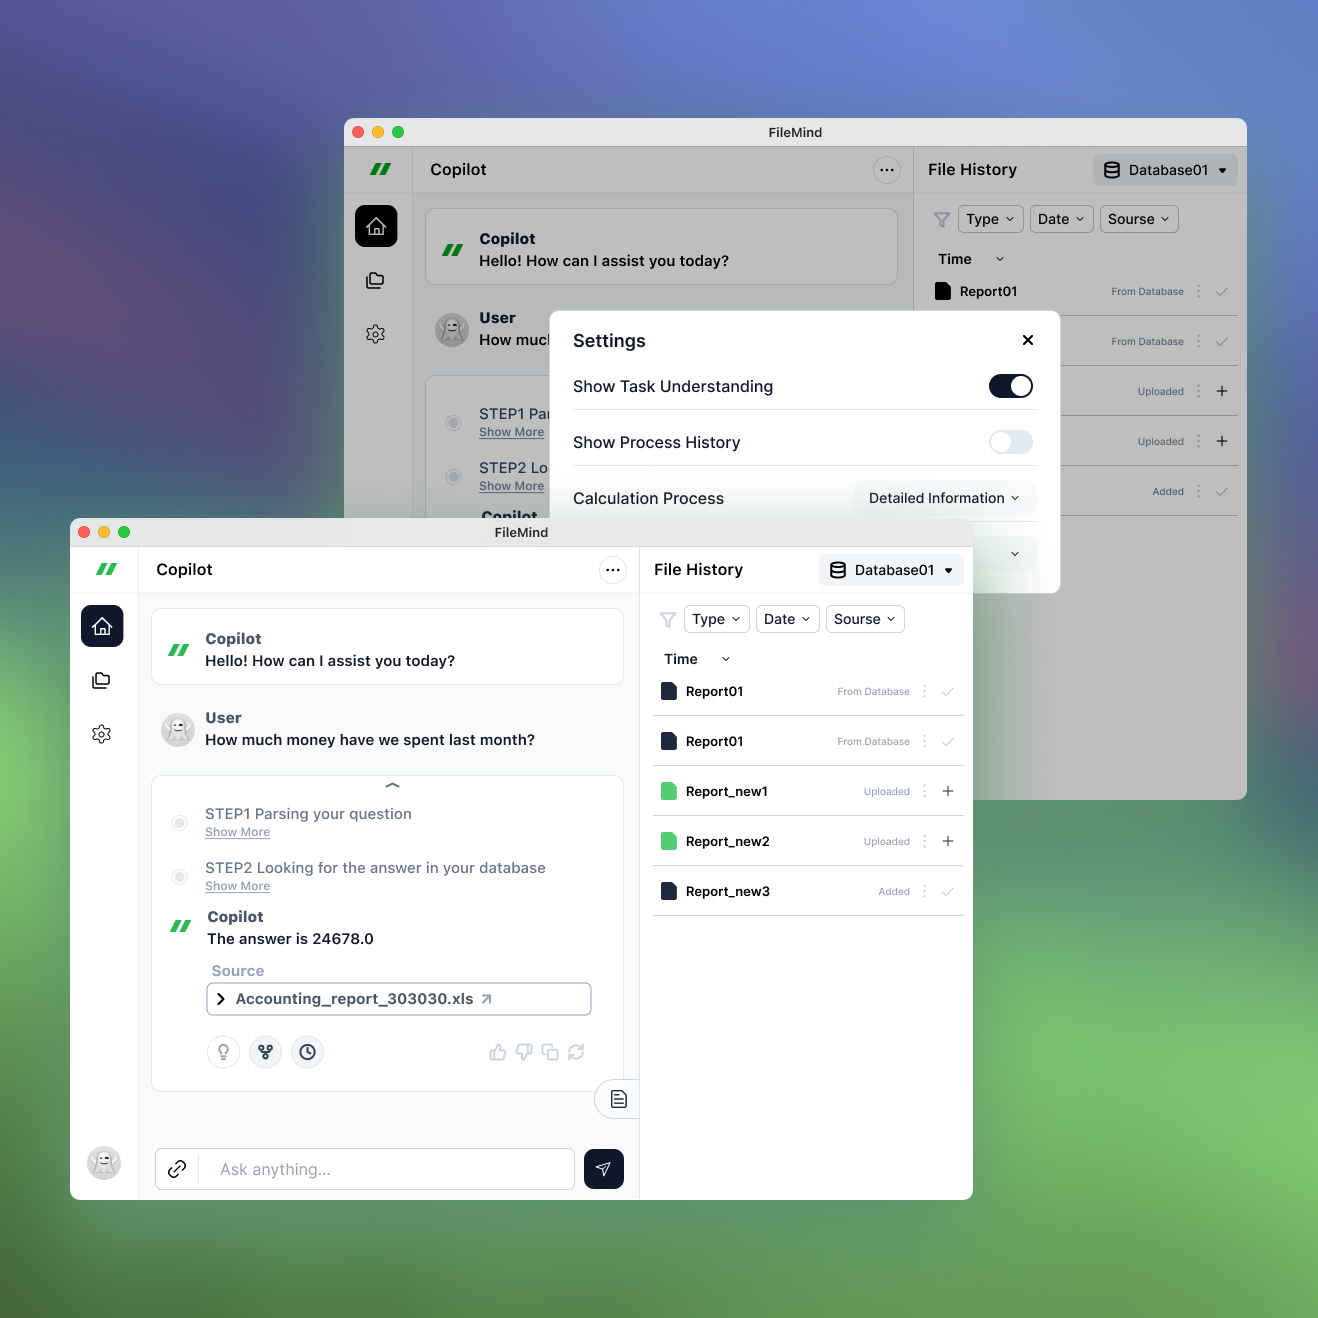 FileMind
Copilot
File History
Database01
Type
Date
Sourse
Time
Copilot
Hello! How can I assist you today?
User
How muc
STEP1 Pa
Show More
STEP2 Lo
Show More
Copilot
Report01
From Database
From Database
Uploaded
Uploaded
Added
Settings
Show Task Understanding
Show Process History
Calculation Process
Detailed Information
FileMind
Copilot
File History
Database01
Copilot
Hello! How can I assist you today?
User
How much money have we spent last month?
STEP1 Parsing your question
Show More
STEP2 Looking for the answer in your database
Show More
Copilot
The answer is 24678.0
Source
Accounting_report_303030.xls
Ask anything...
Type
Date
Sourse
Time
Report01
From Database
Report01
From Database
Report_new1
Uploaded
Report_new2
Uploaded
Report_new3
Added